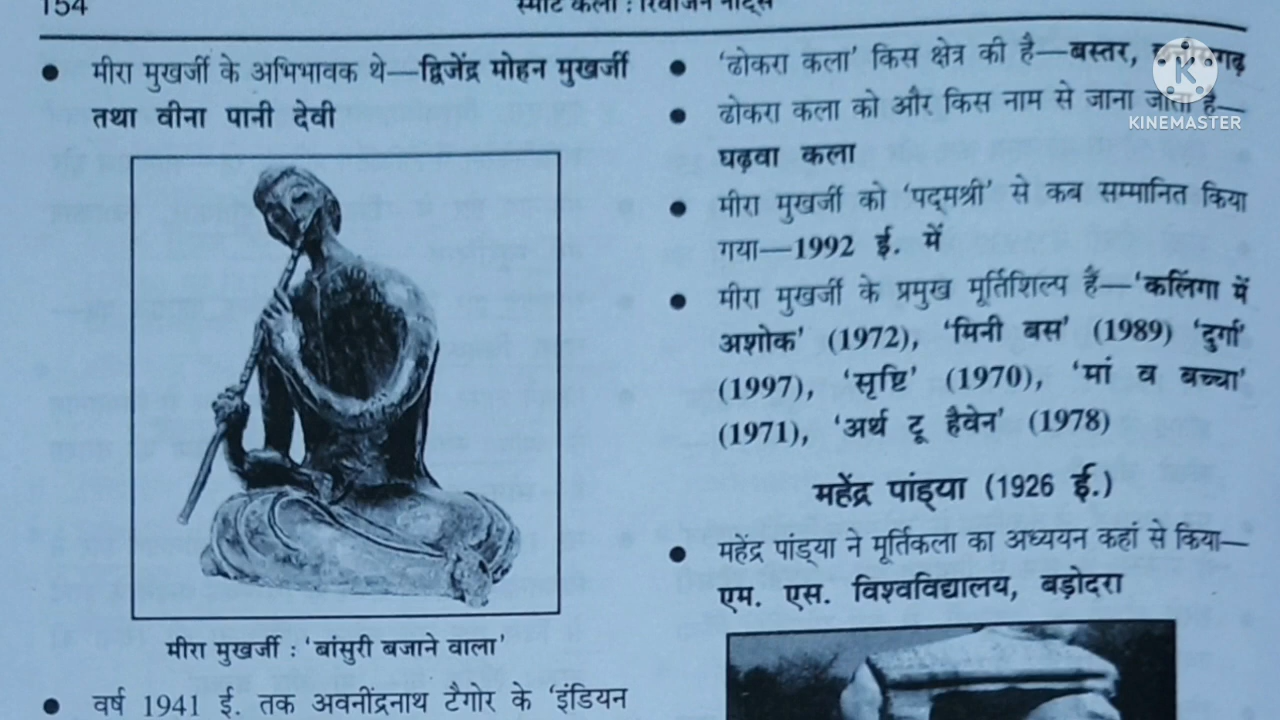 154
स्मार्ट कला : रिवीजन नोट्स
● मीरा मुखर्जी के अभिभावक थे—द्विजेंद्र मोहन मुखर्जी
तथा वीना पानी देवी
मीरा मुखर्जी : 'बांसुरी बजाने वाला'
● वर्ष 1941 ई. तक अवनींद्रनाथ टैगोर के 'इंडियन
● 'ढोकरा कला' किस क्षेत्र की है—बस्तर,
● ढोकरा कला को और किस नाम से जाना जाता है—
घढ़वा कला
● मीरा मुखर्जी को 'पद्मश्री' से कब सम्मानित किया
गया—1992 ई. में
● मीरा मुखर्जी के प्रमुख मूर्तिशिल्प हैं—'कलिंगा में
अशोक' (1972), 'मिनी बस' (1989) 'दुर्गा'
(1997), 'सृष्टि' (1970), 'मां व बच्चा'
(1971), 'अर्थ टू हैवेन' (1978)
महेंद्र पांड्या (1926 ई.)
● महेंद्र पांड्या ने मूर्तिकला का अध्ययन कहां से किया—
एम. एस. विश्वविद्यालय, बड़ोदरा
K
KINEMASTER